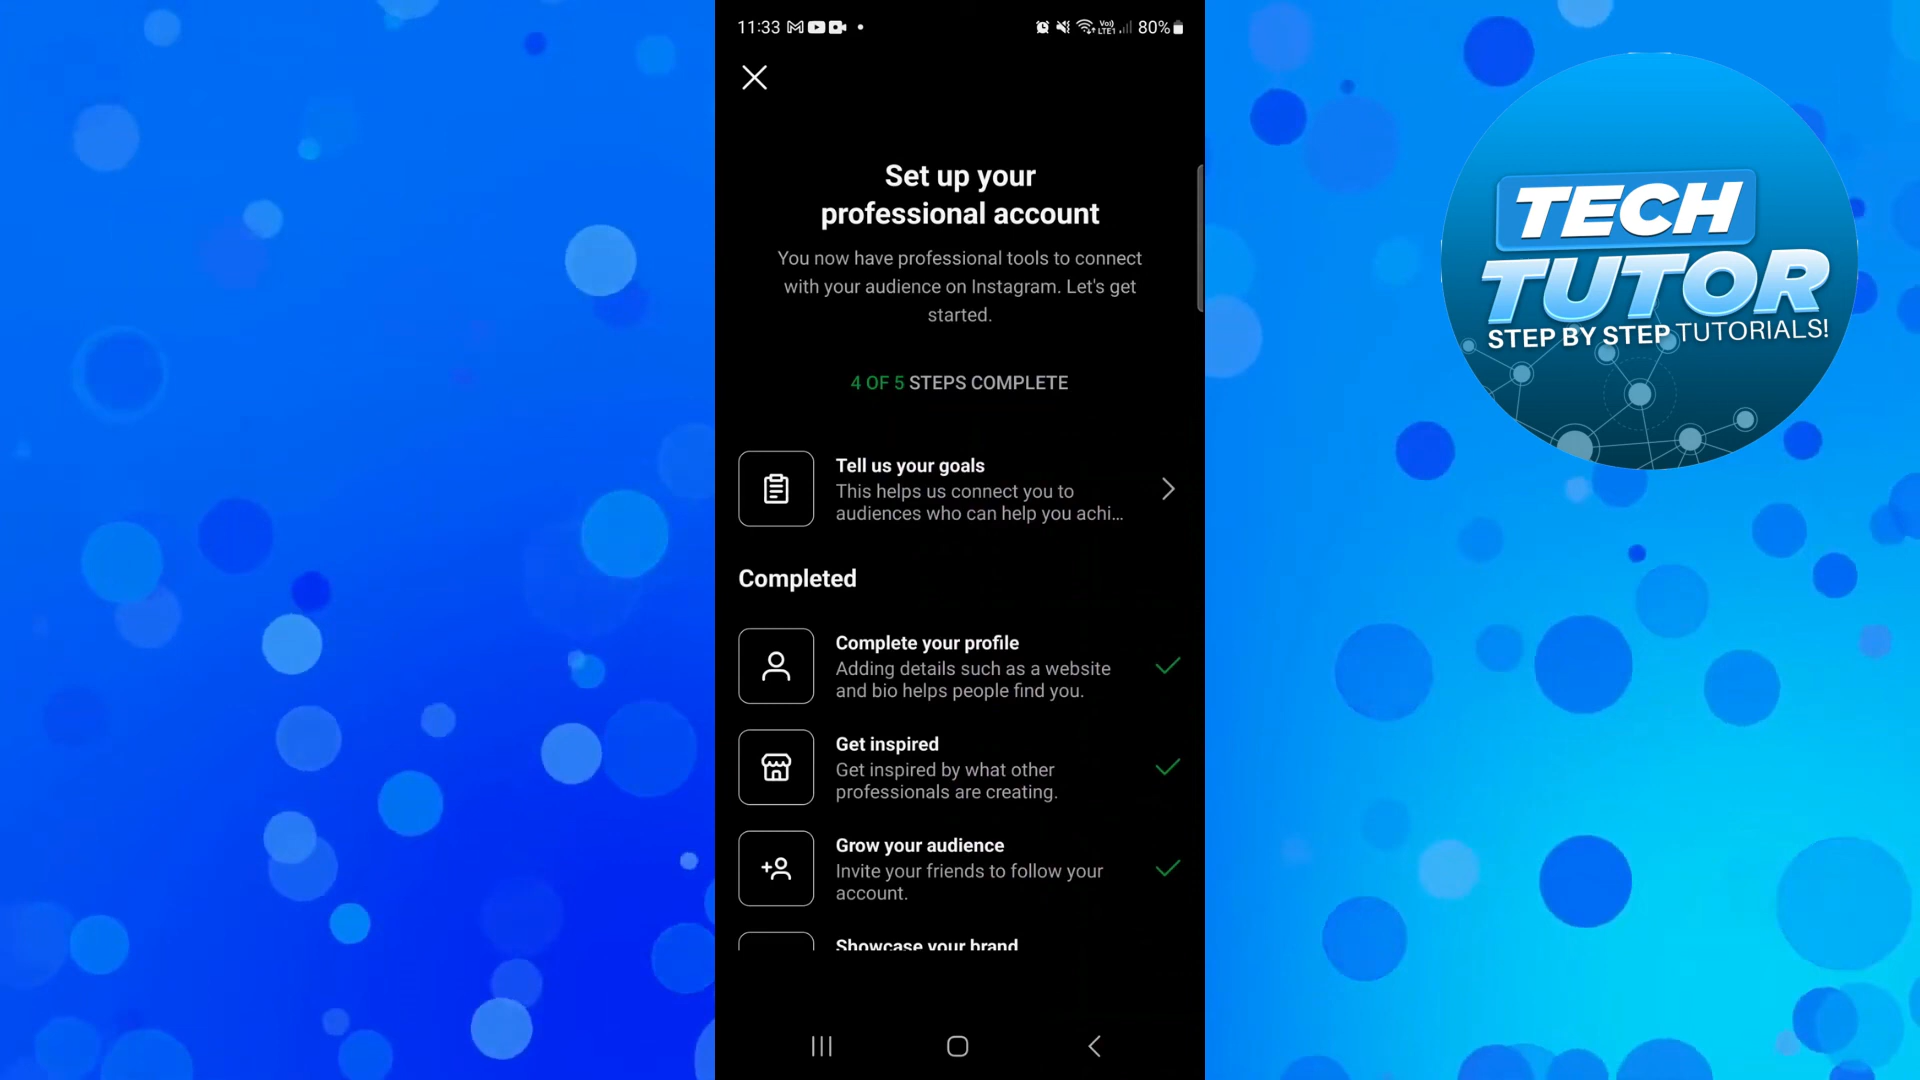 11:33
80%
Set up your
professional account
You now have professional tools to connect
with your audience on Instagram. Let's get
started.
4 OF 5 STEPS COMPLETE
Tell us your goals
This helps us connect you to
audiences who can help you achi...
Completed
Complete your profile
Adding details such as a website
and bio helps people find you.
Get inspired
Get inspired by what other
professionals are creating.
Grow your audience
Invite your friends to follow your
account.
Showcase your brand
TECH
TUTOR
STEP BY STEP TUTORIALS!